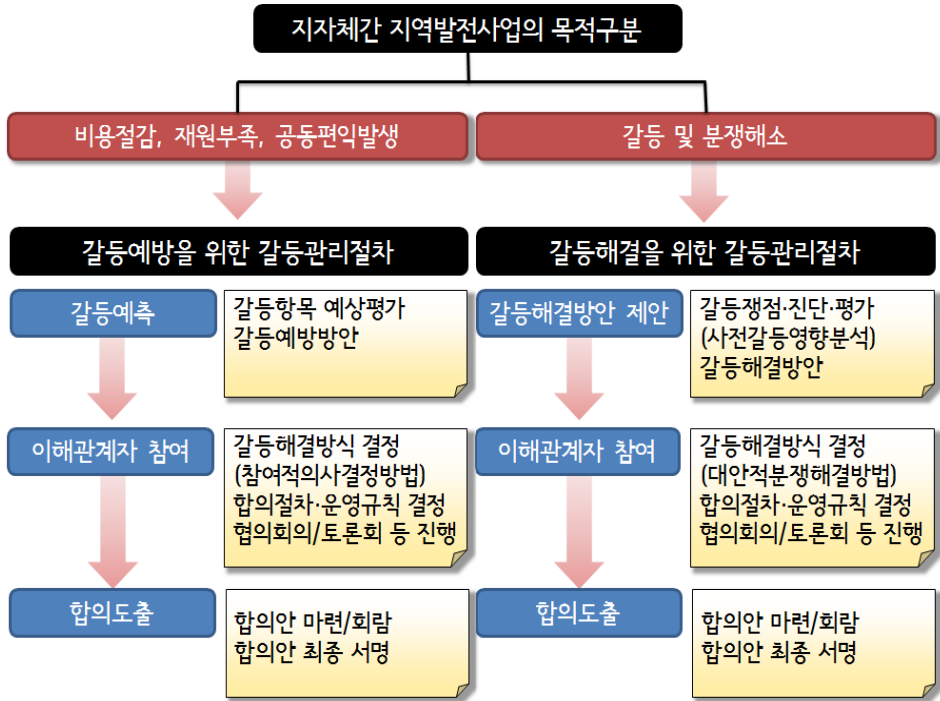 지자체간 지역발전사업의 목적구분
비용절감, 재원부족, 공동편익발생
갈등 및 분쟁해소
갈등예방을 위한 갈등관리절차
갈등해결을 위한 갈등관리절차
갈등예측
갈등항목 예상평가
갈등예방방안
갈등해결방안 제안
갈등쟁점·진단·평가
(사전갈등영향분석)
갈등해결방안
이해관계자 참여
갈등해결방식 결정
(참여적의사결정방법)
합의절차·운영규칙 결정
협의회의/토론회 등 진행
이해관계자 참여
갈등해결방식 결정
(대안적분쟁해결방법)
합의절차·운영규칙 결정
협의회의/토론회 등 진행
합의도출
합의안 마련/회람
합의안 최종 서명
합의도출
합의안 마련/회람
합의안 최종 서명